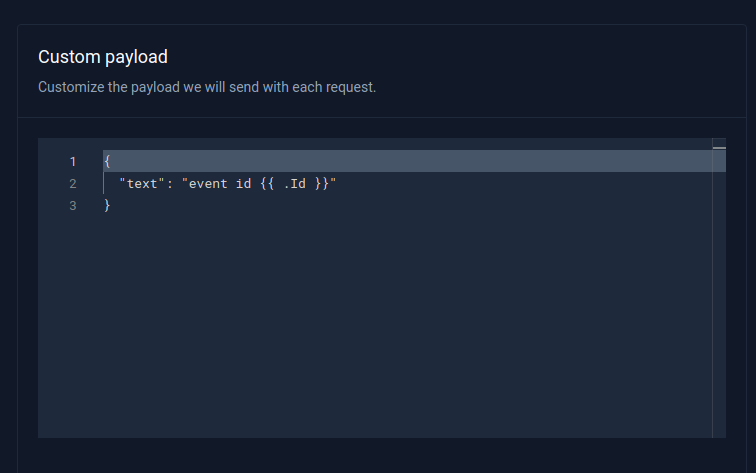 Custom payload
Customize the payload we will send with each request.
1 {
2   "text": "event id {{ .Id }}"
3 }